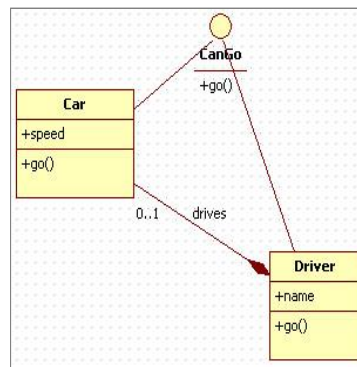 CanGo
+go()
Car
+speed
+go()
0..1 drives
Driver
+name
+go()